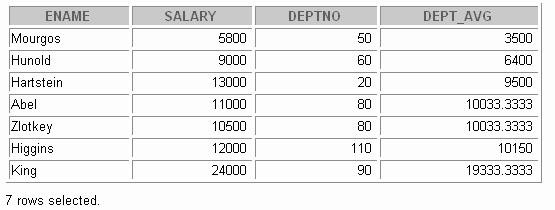 ENAME SALARY DEPTNO DEPT_AVG
Mourgos 5800 50 3500
Hunold 9000 60 6400
Hartstein 13000 20 9500
Abel 11000 80 10033.3333
Zlotkey 10500 80 10033.3333
Higgins 12000 110 10150
King 24000 90 19333.3333
7 rows selected.